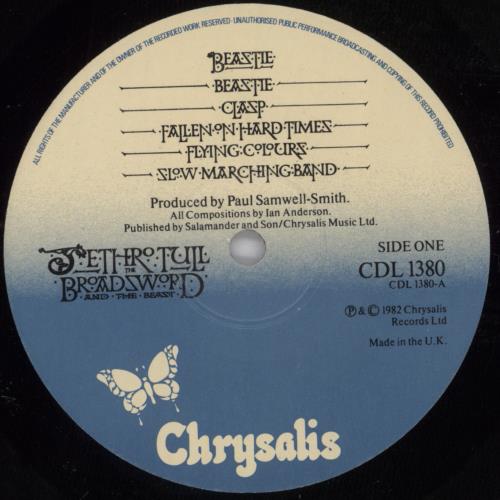 ALL RIGHTS OF THE MANUFACTURER AND OF THE OWNER OF THE RECORDED WORK RESERVED · UNAUTHORISED PUBLIC PERFORMANCE BROADCASTING AND COPYING OF THIS RECORD PROHIBITED
BEASTIE
BEASTIE
CLASP
FALLEN·ON·HARD·TIMES
FLYING·COLOURS
SLOW·MARCHING·BAND
Produced by Paul Samwell-Smith.
All Compositions by Ian Anderson.
Published by Salamander and Son/Chrysalis Music Ltd.
JETHRO·TULL
THE
BROADSWORD
AND·THE·BEAST
SIDE ONE
CDL 1380
CDL 1380-A
℗ & © 1982 Chrysalis
Records Ltd
Made in the U.K.
Chrysalis